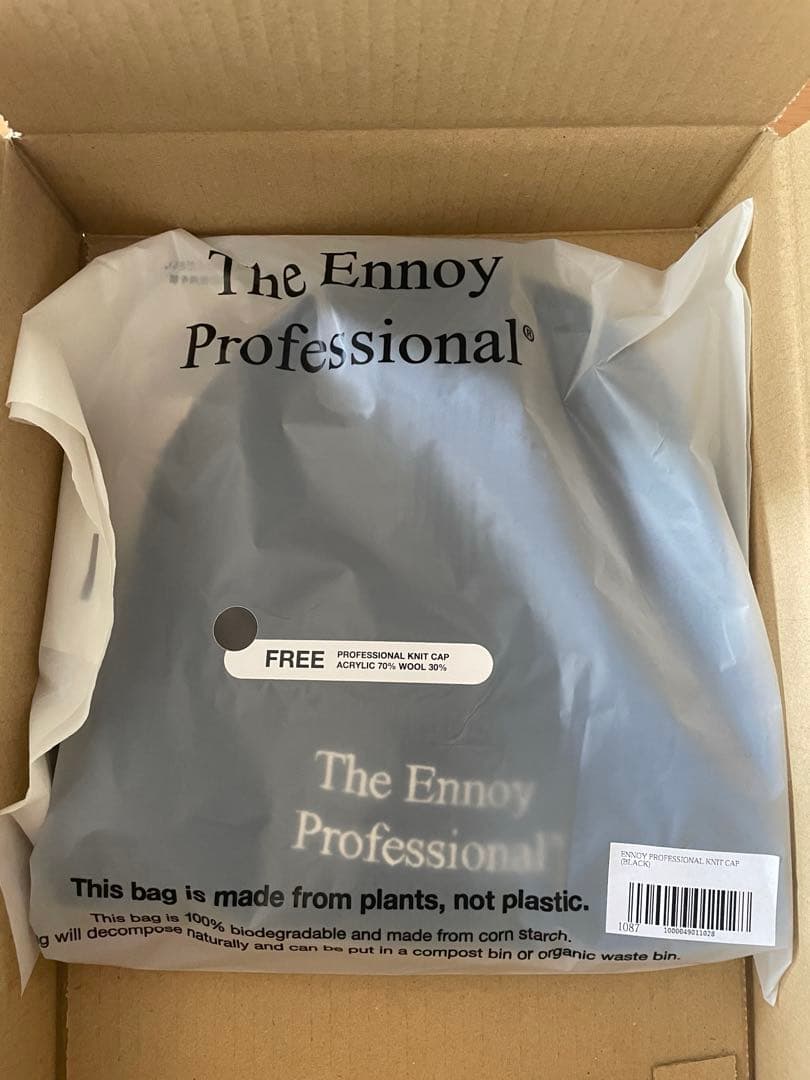 The Ennoy
Professional®
FREE
PROFESSIONAL KNIT CAP
ACRYLIC 70% WOOL 30%
The Ennoy
Professional
ENNOY PROFESSIONAL KNIT CAP
(BLACK)
1087
1000049011028
This bag is made from plants, not plastic.
This bag is 100% biodegradable and made from corn starch.
will decompose naturally and can be put in a compost bin or organic waste bin.